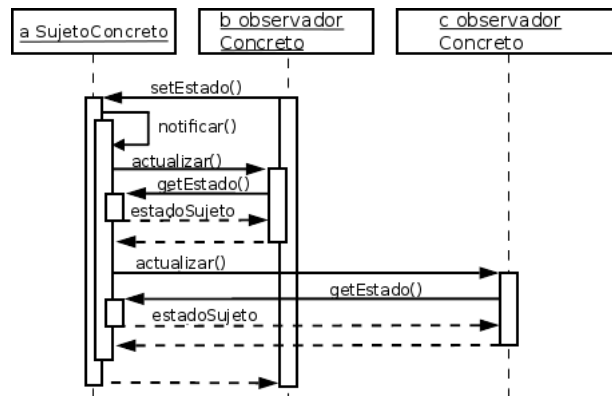 a SujetoConcreto
b observador
Concreto
c observador
Concreto
setEstado()
notificar()
actualizar()
getEstado()
estadoSujeto
actualizar()
getEstado()
estadoSujeto